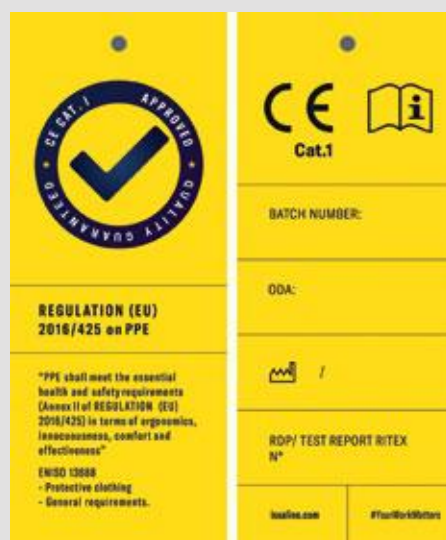 CE CAT. I APPROVED
QUALITY GUARANTEED
REGULATION (EU)
2016/425 on PPE
"PPE shall meet the essential
health and safety requirements
(Annex II of REGULATION (EU)
2016/425) in terms of ergonomics,
innocuousness, comfort and
effectiveness"
ENISO 13688
- Protective clothing
- General requirements.
CE
Cat.1
i
BATCH NUMBER:
ODA:
/
RDP/ TEST REPORT RITEX
N°
issaline.com
#YourWorkMatters